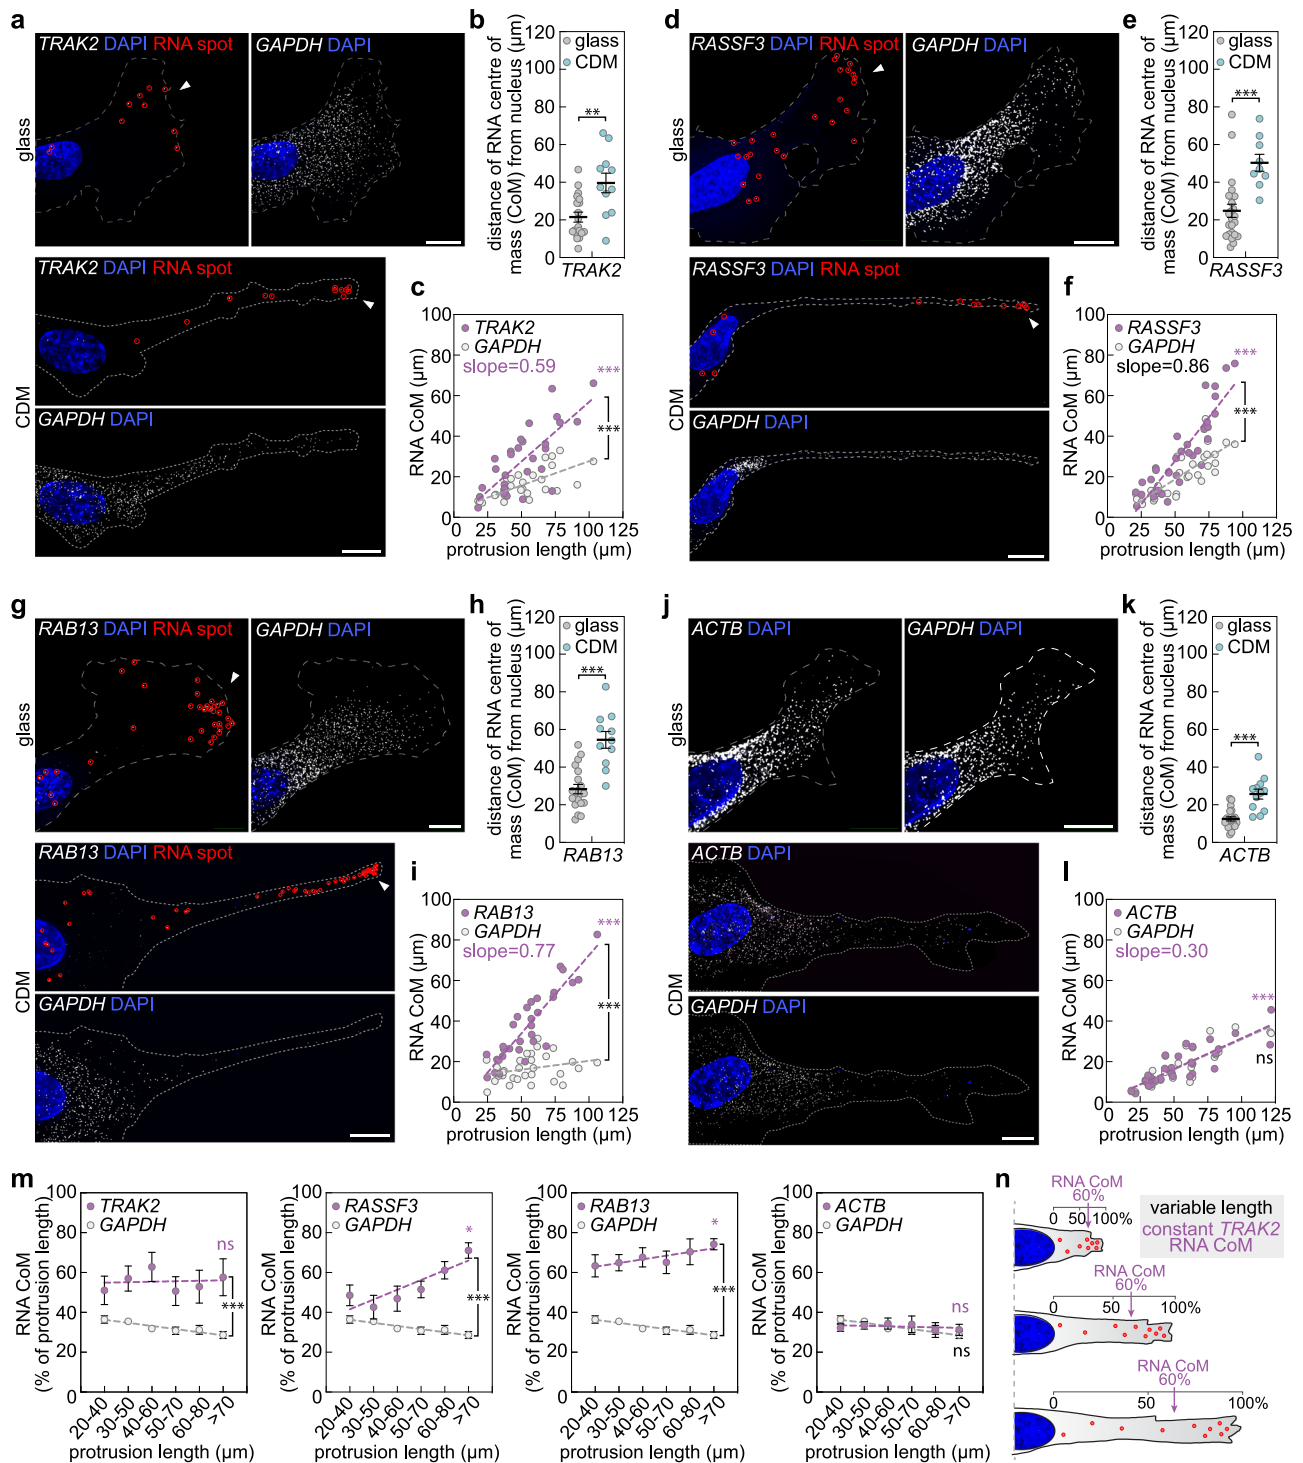 a
TRAK2 DAPI RNA spot
GAPDH DAPI
glass
TRAK2 DAPI RNA spot
GAPDH DAPI
CDM
b
distance of RNA centre of
mass (CoM) from nucleus (µm)
120
100
80
60
40
20
0
glass
CDM
**
TRAK2
c
RNA CoM (µm)
100
80
60
40
20
0
TRAK2
GAPDH
slope=0.59
***
***
0 25 50 75 100 125
protrusion length (µm)
d
RASSF3 DAPI RNA spot
GAPDH DAPI
glass
RASSF3 DAPI RNA spot
GAPDH DAPI
CDM
e
distance of RNA centre of
mass (CoM) from nucleus (µm)
120
100
80
60
40
20
0
glass
CDM
***
RASSF3
f
RNA CoM (µm)
100
80
60
40
20
0
RASSF3
GAPDH
***
slope=0.86
***
0 25 50 75 100 125
protrusion length (µm)
g
RAB13 DAPI RNA spot
GAPDH DAPI
glass
RAB13 DAPI RNA spot
GAPDH DAPI
CDM
h
distance of RNA centre of
mass (CoM) from nucleus (µm)
120
100
80
60
40
20
0
glass
CDM
***
RAB13
i
RNA CoM (µm)
100
80
60
40
20
0
RAB13
GAPDH
***
slope=0.77
***
0 25 50 75 100 125
protrusion length (µm)
j
ACTB DAPI
GAPDH DAPI
glass
ACTB DAPI
GAPDH DAPI
CDM
k
distance of RNA centre of
mass (CoM) from nucleus (µm)
120
100
80
60
40
20
0
glass
CDM
***
ACTB
l
RNA CoM (µm)
100
80
60
40
20
0
ACTB
GAPDH
slope=0.30
***
ns
0 25 50 75 100 125
protrusion length (µm)
m
RNA CoM
(% of protrusion length)
100
80
60
40
20
0
TRAK2
GAPDH
ns
***
20-40 30-50 40-60 50-70 60-80 >70
protrusion length (µm)
RNA CoM
(% of protrusion length)
100
80
60
40
20
0
RASSF3
GAPDH
*
***
20-40 30-50 40-60 50-70 60-80 >70
protrusion length (µm)
RNA CoM
(% of protrusion length)
100
80
60
40
20
0
RAB13
GAPDH
*
***
20-40 30-50 40-60 50-70 60-80 >70
protrusion length (µm)
RNA CoM
(% of protrusion length)
100
80
60
40
20
0
ACTB
GAPDH
ns
ns
20-40 30-50 40-60 50-70 60-80 >70
protrusion length (µm)
n
RNA CoM
60%
0 50 100%
variable length
constant TRAK2
RNA CoM
RNA CoM
60%
0 50 100%
RNA CoM
60%
0 50 100%